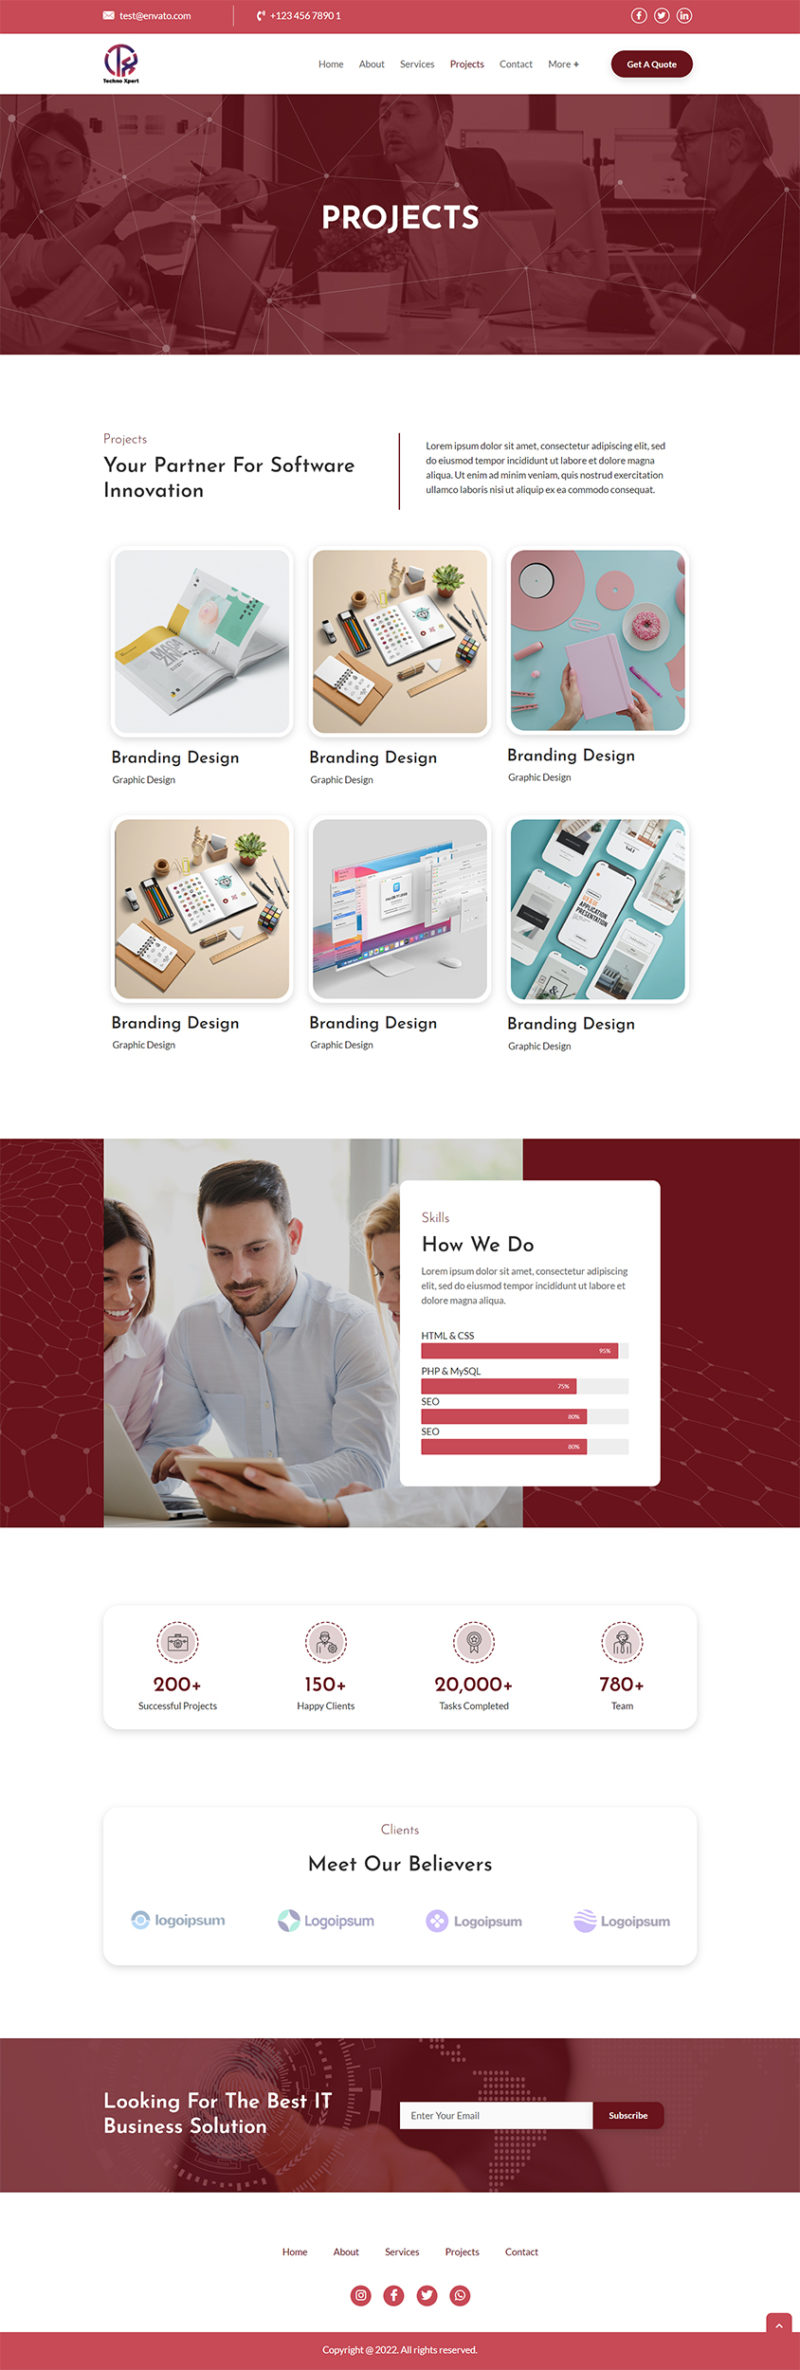 test@envato.com
+123 456 7890 1
Techno Xpert
Home
About
Services
Projects
Contact
More +
Get A Quote
PROJECTS
Projects
Your Partner For Software
Innovation
Lorem ipsum dolor sit amet, consectetur adipiscing elit, sed
do eiusmod tempor incididunt ut labore et dolore magna
aliqua. Ut enim ad minim veniam, quis nostrud exercitation
ullamco laboris nisi ut aliquip ex ea commodo consequat.
MAGA
ZINE
Branding Design
Graphic Design
Branding Design
Graphic Design
Branding Design
Graphic Design
APPLICATION
PRESENTATION
Branding Design
Graphic Design
Branding Design
Graphic Design
Branding Design
Graphic Design
Skills
How We Do
Lorem ipsum dolor sit amet, consectetur adipiscing
elit, sed do eiusmod tempor incididunt ut labore et
dolore magna aliqua.
HTML & CSS
95%
PHP & MySQL
75%
SEO
80%
SEO
80%
200+
Successful Projects
150+
Happy Clients
20,000+
Tasks Completed
780+
Team
Clients
Meet Our Believers
logoipsum
Logoipsum
Logoipsum
Logoipsum
Looking For The Best IT
Business Solution
Enter Your Email
Subscribe
Home
About
Services
Projects
Contact
Copyright @ 2022. All rights reserved.